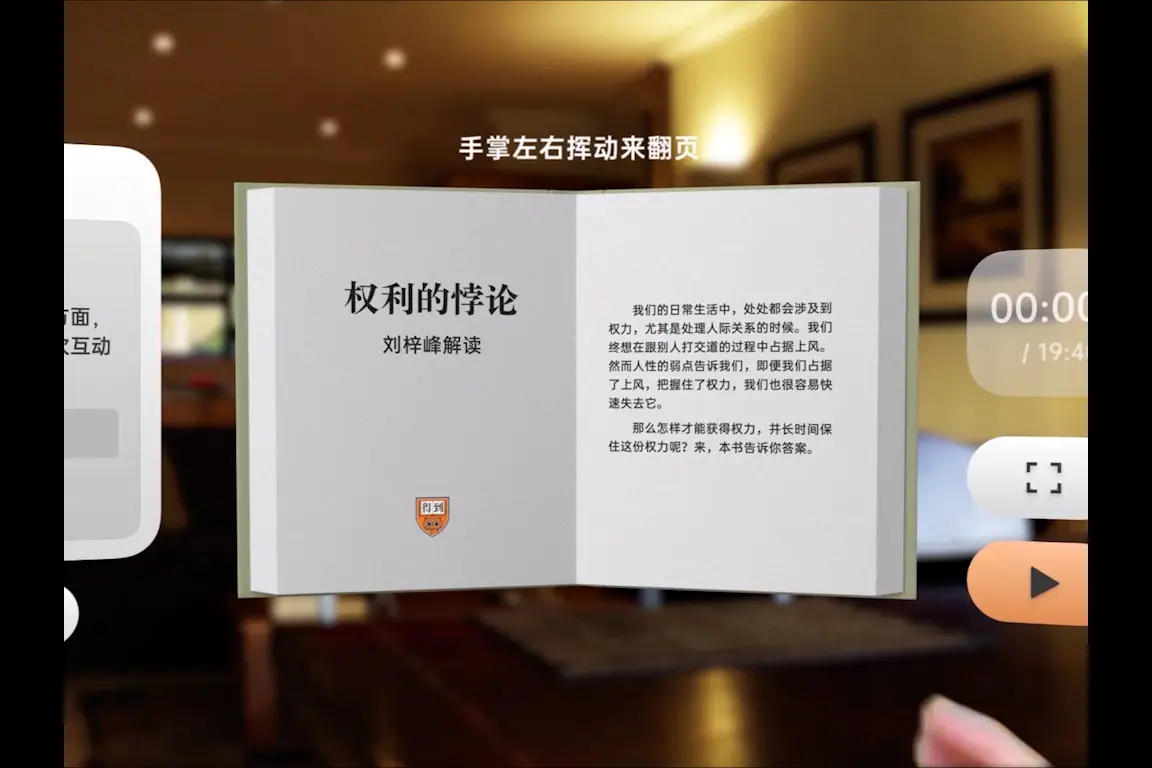 手掌左右挥动来翻页
方面，
次互动
权利的悖论
刘梓峰解读
得到
我们的日常生活中，处处都会涉及到
权力，尤其是处理人际关系的时候。我们
终想在跟别人打交道的过程中占据上风。
然而人性的弱点告诉我们，即便我们占据
了上风，把握住了权力，我们也很容易快
速失去它。
那么怎样才能获得权力，并长时间保
住这份权力呢？来，本书告诉你答案。
00:00
/ 19:4